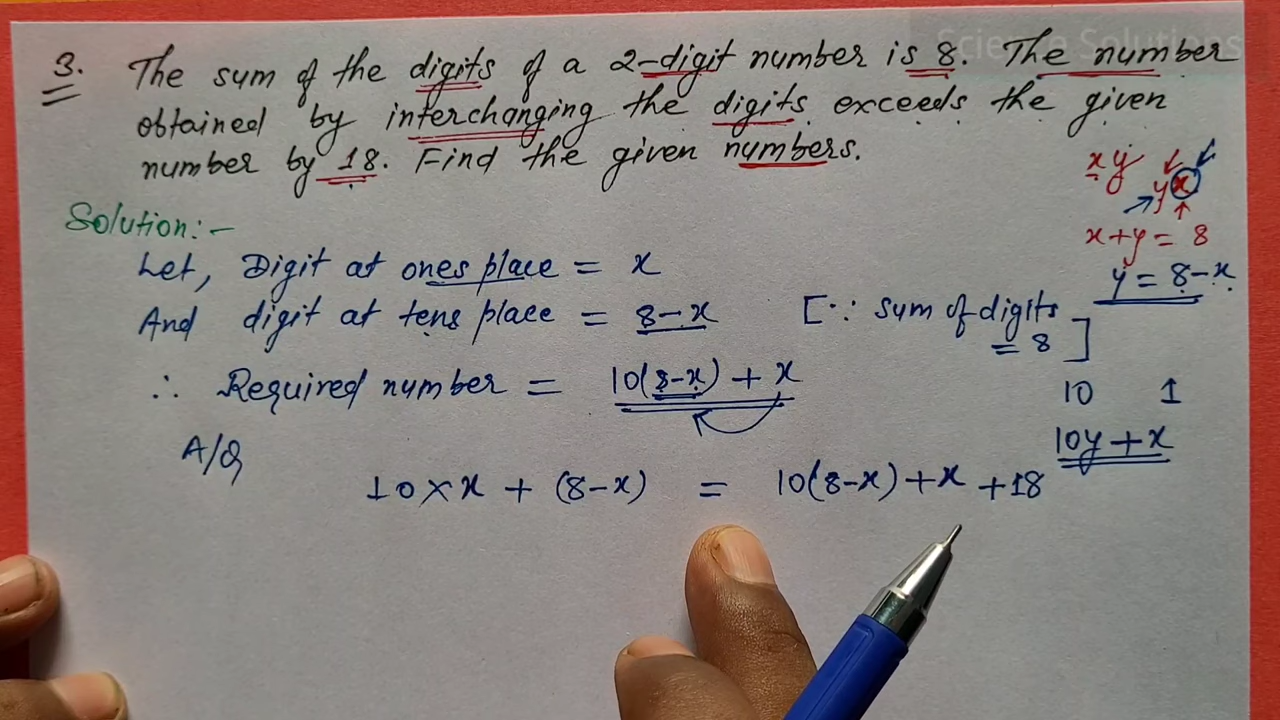 Science Solutions
3. The sum of the digits of a 2-digit number is 8. The number
obtained by interchanging the digits exceeds the given
number by 18. Find the given numbers.
x y
y x
x+y = 8
y = 8-x
Solution:-
Let, Digit at ones place = x
And digit at tens place = 8-x [∵ sum of digits
= 8 ]
∴ Required number = 10(8-x) + x
10 1
10y + x
A/Q
10 × x + (8-x) = 10(8-x) + x + 18